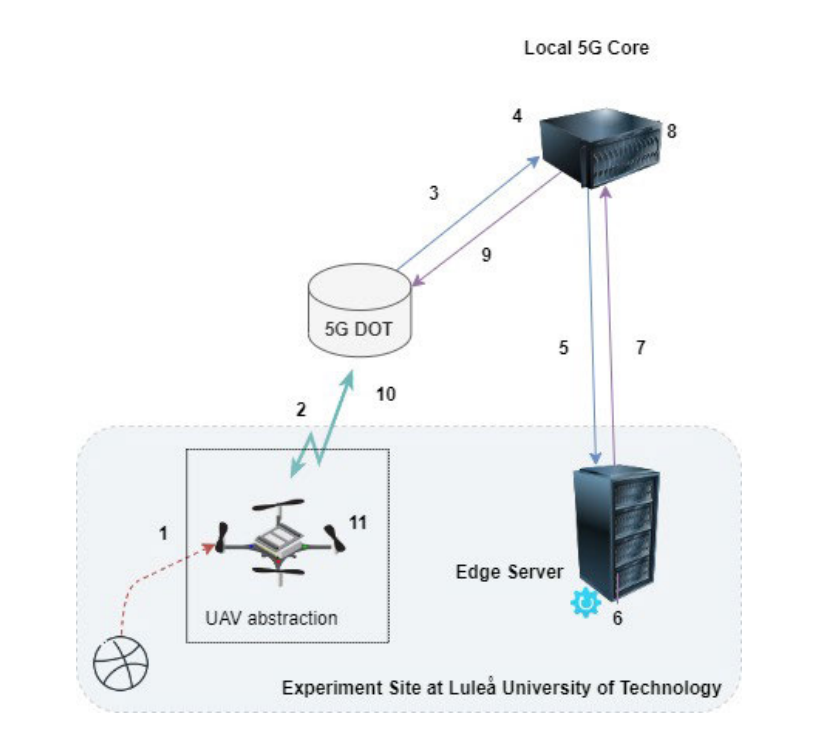 Local 5G Core
4
8
3
9
5G DOT
5
7
10
2
11
1
Edge Server
UAV abstraction
6
Experiment Site at Luleå University of Technology